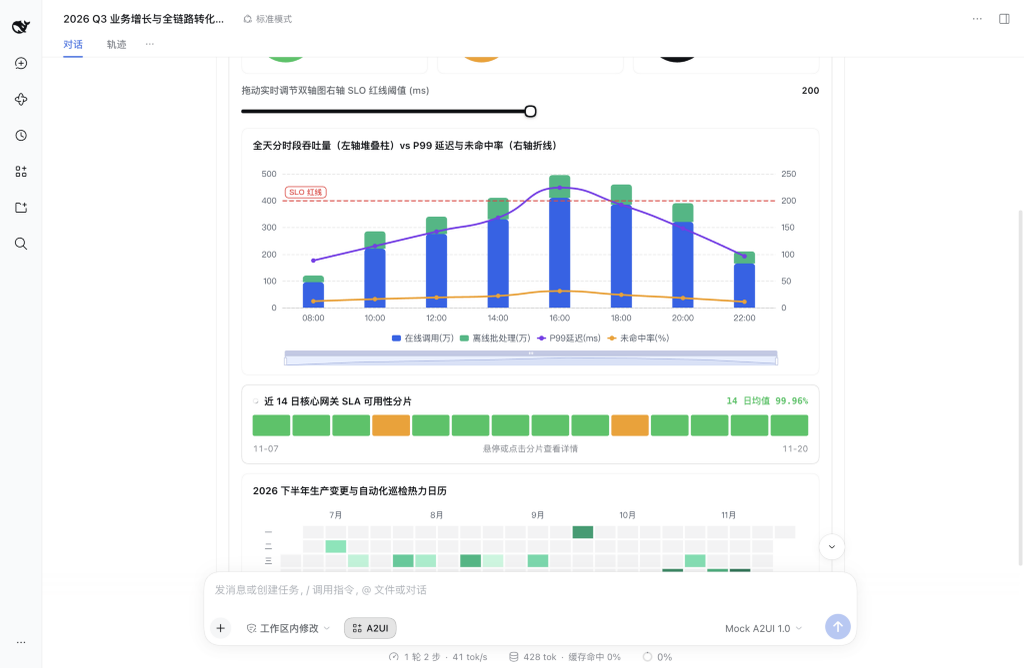 2026 Q3 业务增长与全链路转化... 标准模式
对话 轨迹 ...
拖动实时调节双轴图右轴 SLO 红线阈值 (ms) 200
全天分时段吞吐量（左轴堆叠柱）vs P99 延迟与未命中率（右轴折线）
500 250
SLO 红线
400 200
300 150
200 100
100 50
0 0
08:00 10:00 12:00 14:00 16:00 18:00 20:00 22:00
在线调用(万) 离线批处理(万) P99延迟(ms) 未命中率(%)
近 14 日核心网关 SLA 可用性分片 14 日均值 99.96%
11-07 悬停或点击分片查看详情 11-20
2026 下半年生产变更与自动化巡检热力日历
7月 8月 9月 10月 11月
一
二
三
发消息或创建任务, / 调用指令, @ 文件或对话
工作区内修改 A2UI Mock A2UI 1.0
1 轮 2 步 · 41 tok/s 428 tok · 缓存命中 0% 0%